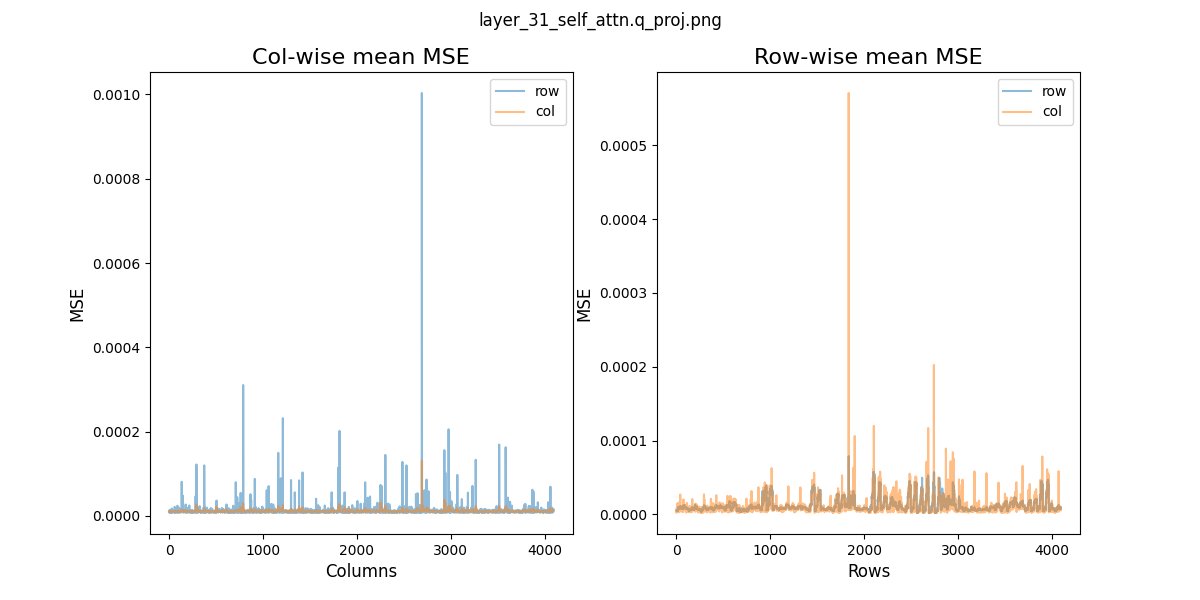 layer_31_self_attn.q_proj.png
Col-wise mean MSE
row
col
0.0010
0.0008
0.0006
0.0004
0.0002
0.0000
MSE
0
1000
2000
3000
4000
Columns
Row-wise mean MSE
row
col
0.0005
0.0004
0.0003
0.0002
0.0001
0.0000
MSE
0
1000
2000
3000
4000
Rows